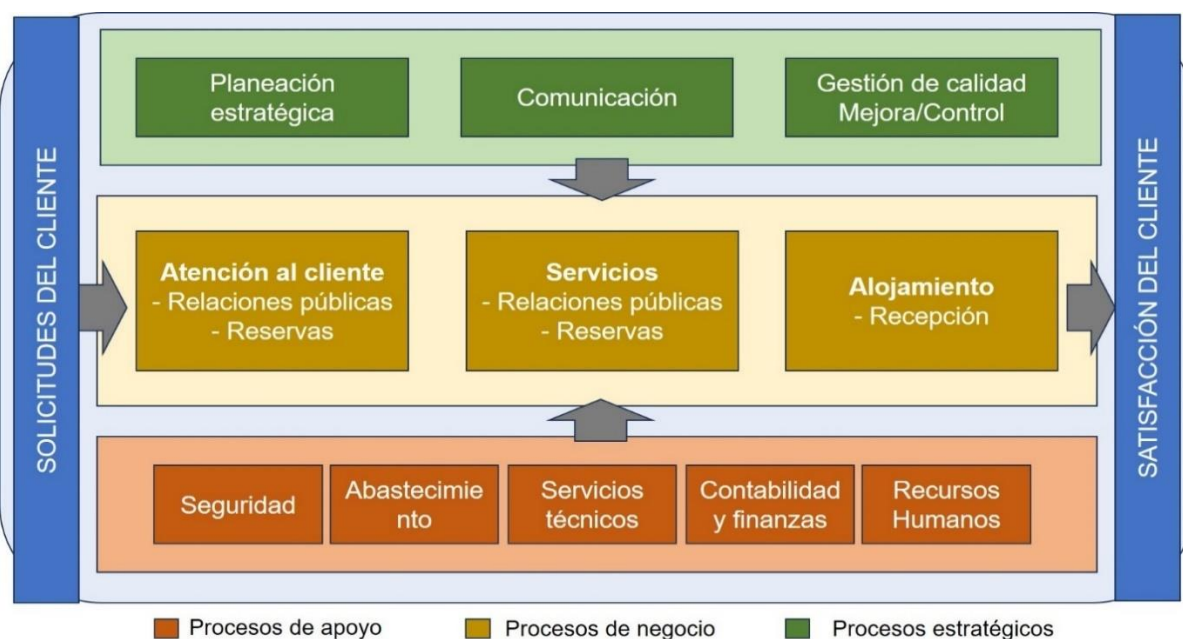 SOLICITUDES DEL CLIENTE
Planeación
estratégica
Comunicación
Gestión de calidad
Mejora/Control
Atención al cliente
- Relaciones públicas
- Reservas
Servicios
- Relaciones públicas
- Reservas
Alojamiento
- Recepción
Seguridad
Abastecimie
nto
Servicios
técnicos
Contabilidad
y finanzas
Recursos
Humanos
SATISFACCIÓN DEL CLIENTE
Procesos de apoyo
Procesos de negocio
Procesos estratégicos